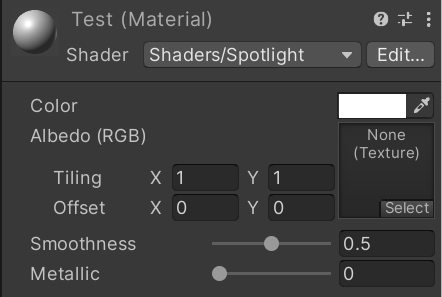 Test (Material)
Shader Shaders/Spotlight Edit...
Color
Albedo (RGB) None
(Texture)
Tiling X 1 Y 1
Offset X 0 Y 0
Select
Smoothness 0.5
Metallic 0